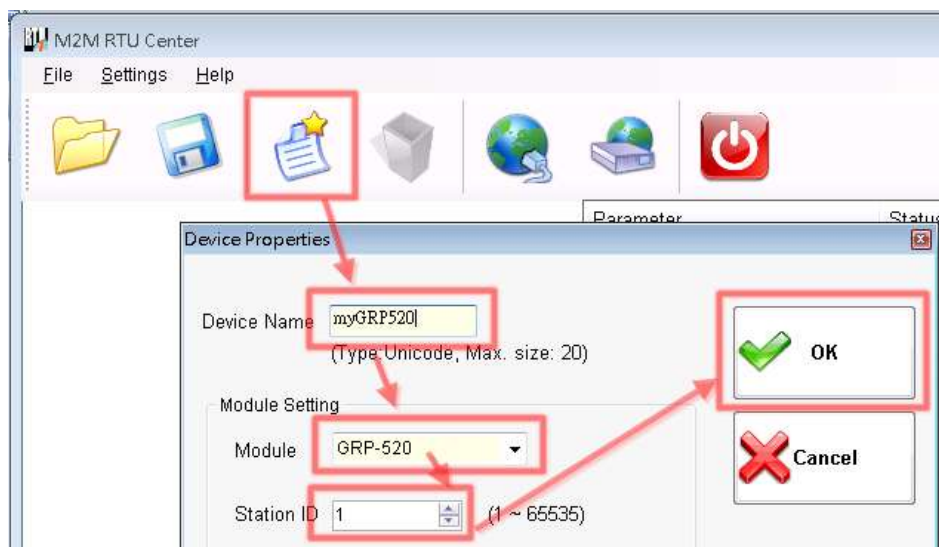 M2M RTU Center
File Settings Help
Parameter Status
Device Properties
Device Name myGRP520
(Type:Unicode, Max. size: 20)
OK
Module Setting
Module GRP-520
Cancel
Station ID 1 (1 ~ 65535)